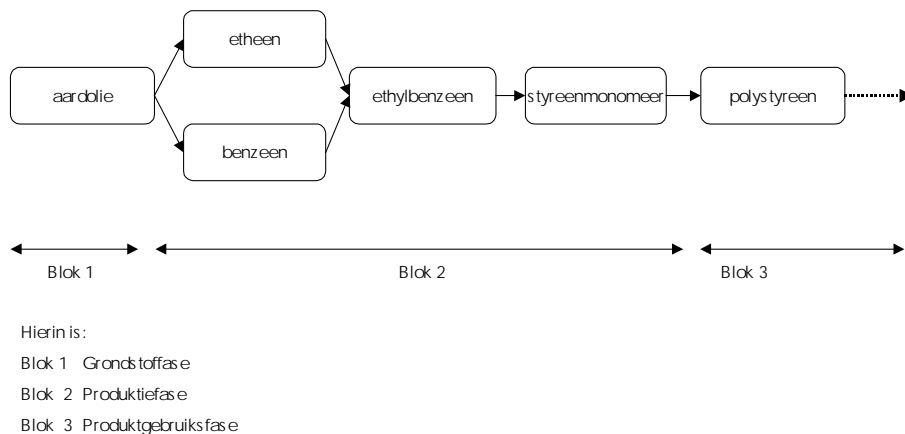 etheen
aardolie
ethylbenzeen
styreenmonomeer
polystyreen
benzeen
Blok 1
Blok 2
Blok 3
Hierin is:
Blok 1 Grondstoffase
Blok 2 Produktiefase
Blok 3 Produktgebruiksfase